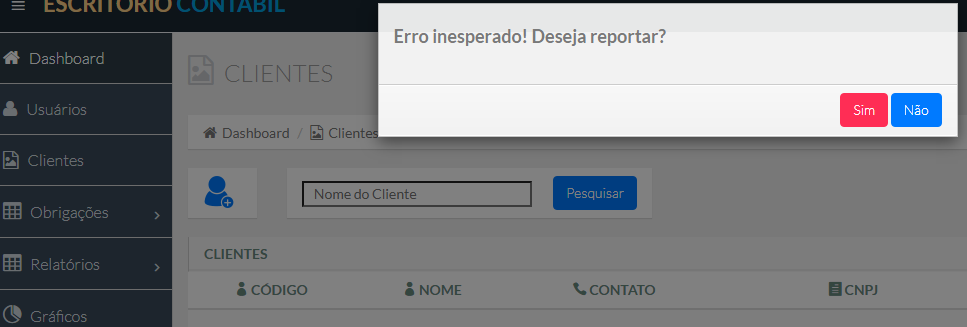 ESCRITORIO CONTABIL
Erro inesperado! Deseja reportar?
Sim Não
Dashboard
Usuários
Clientes
Obrigações
Relatórios
Gráficos
CLIENTES
Dashboard / Clientes
Nome do Cliente Pesquisar
CLIENTES
CÓDIGO NOME CONTATO CNPJ